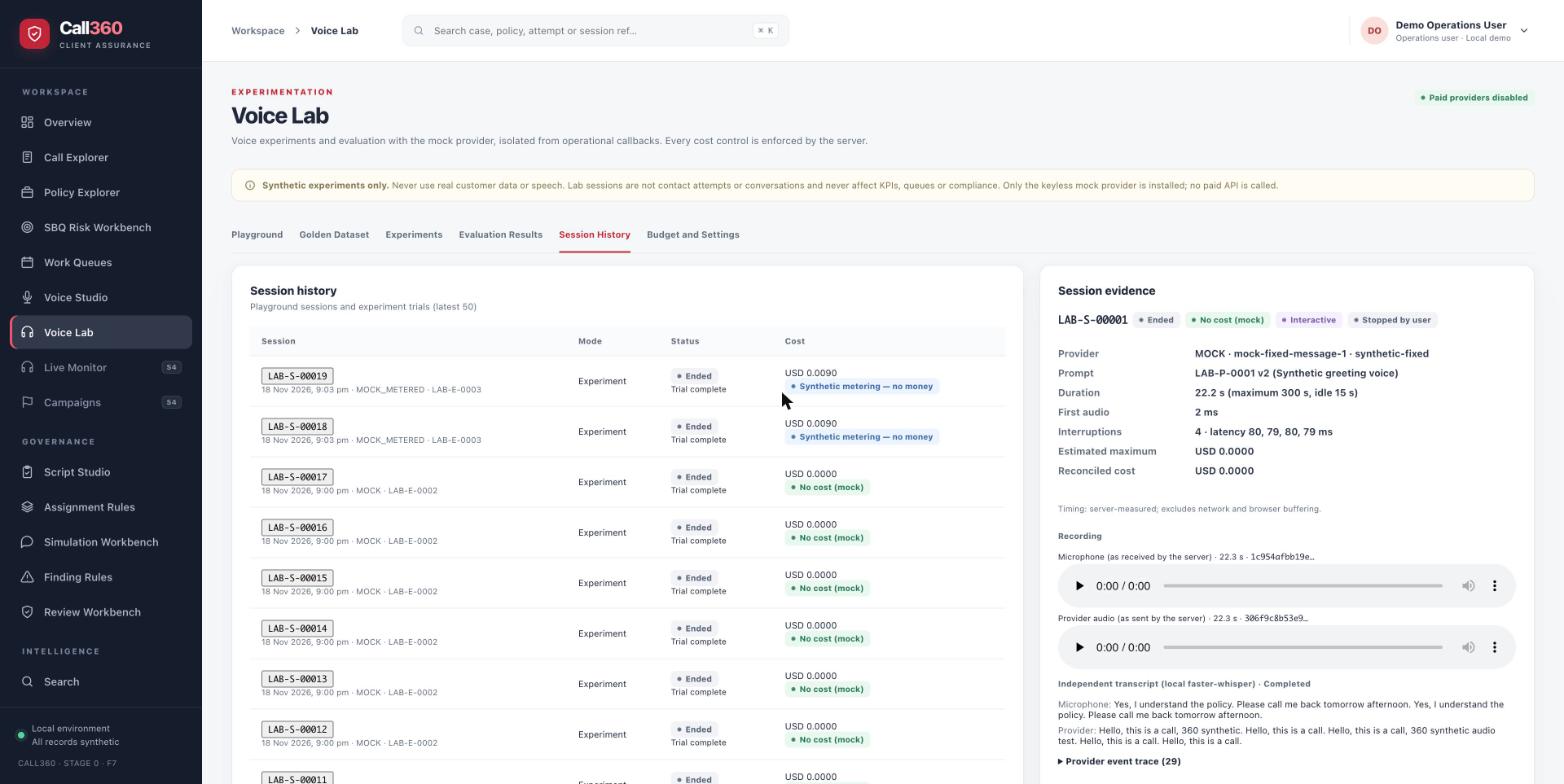 Call360
CLIENT ASSURANCE
WORKSPACE
Overview
Call Explorer
Policy Explorer
SBQ Risk Workbench
Work Queues
Voice Studio
Voice Lab
Live Monitor S4
Campaigns S4
GOVERNANCE
Script Studio
Assignment Rules
Simulation Workbench
Finding Rules
Review Workbench
INTELLIGENCE
Search
Local environment
All records synthetic
CALL360 · STAGE 0 · F7
Workspace > Voice Lab
Search case, policy, attempt or session ref...
⌘ K
DO
Demo Operations User
Operations user · Local demo
EXPERIMENTATION
Voice Lab
Voice experiments and evaluation with the mock provider, isolated from operational callbacks. Every cost control is enforced by the server.
Paid providers disabled
Synthetic experiments only. Never use real customer data or speech. Lab sessions are not contact attempts or conversations and never affect KPIs, queues or compliance. Only the keyless mock provider is installed; no paid API is called.
Playground Golden Dataset Experiments Evaluation Results Session History Budget and Settings
Session history
Playground sessions and experiment trials (latest 50)
Session Mode Status Cost
LAB-S-00019
18 Nov 2026, 9:03 pm · MOCK_METERED · LAB-E-0003
Experiment
Ended
Trial complete
USD 0.0090
Synthetic metering — no money
LAB-S-00018
18 Nov 2026, 9:03 pm · MOCK_METERED · LAB-E-0003
Experiment
Ended
Trial complete
USD 0.0090
Synthetic metering — no money
LAB-S-00017
18 Nov 2026, 9:00 pm · MOCK · LAB-E-0002
Experiment
Ended
Trial complete
USD 0.0000
No cost (mock)
LAB-S-00016
18 Nov 2026, 9:00 pm · MOCK · LAB-E-0002
Experiment
Ended
Trial complete
USD 0.0000
No cost (mock)
LAB-S-00015
18 Nov 2026, 9:00 pm · MOCK · LAB-E-0002
Experiment
Ended
Trial complete
USD 0.0000
No cost (mock)
LAB-S-00014
18 Nov 2026, 9:00 pm · MOCK · LAB-E-0002
Experiment
Ended
Trial complete
USD 0.0000
No cost (mock)
LAB-S-00013
18 Nov 2026, 9:00 pm · MOCK · LAB-E-0002
Experiment
Ended
Trial complete
USD 0.0000
No cost (mock)
LAB-S-00012
18 Nov 2026, 9:00 pm · MOCK · LAB-E-0002
Experiment
Ended
Trial complete
USD 0.0000
No cost (mock)
LAB-S-00011
Ended
USD 0.0000
Session evidence
LAB-S-00001 Ended No cost (mock) Interactive Stopped by user
Provider MOCK · mock-fixed-message-1 · synthetic-fixed
Prompt LAB-P-0001 v2 (Synthetic greeting voice)
Duration 22.2 s (maximum 300 s, idle 15 s)
First audio 2 ms
Interruptions 4 · latency 80, 79, 80, 79 ms
Estimated maximum USD 0.0000
Reconciled cost USD 0.0000
Timing: server-measured; excludes network and browser buffering.
Recording
Microphone (as received by the server) · 22.3 s · 1c954afbb19e…
0:00 / 0:00
Provider audio (as sent by the server) · 22.3 s · 306f9c8b53e9…
0:00 / 0:00
Independent transcript (local faster-whisper) · Completed
Microphone: Yes, I understand the policy. Please call me back tomorrow afternoon. Yes, I understand the
policy. Please call me back tomorrow afternoon.
Provider: Hello, this is a call, 360 synthetic. Hello, this is a call. Hello, this is a call, 360 synthetic audio
test. Hello, this is a call. Hello, this is a call.
Provider event trace (29)